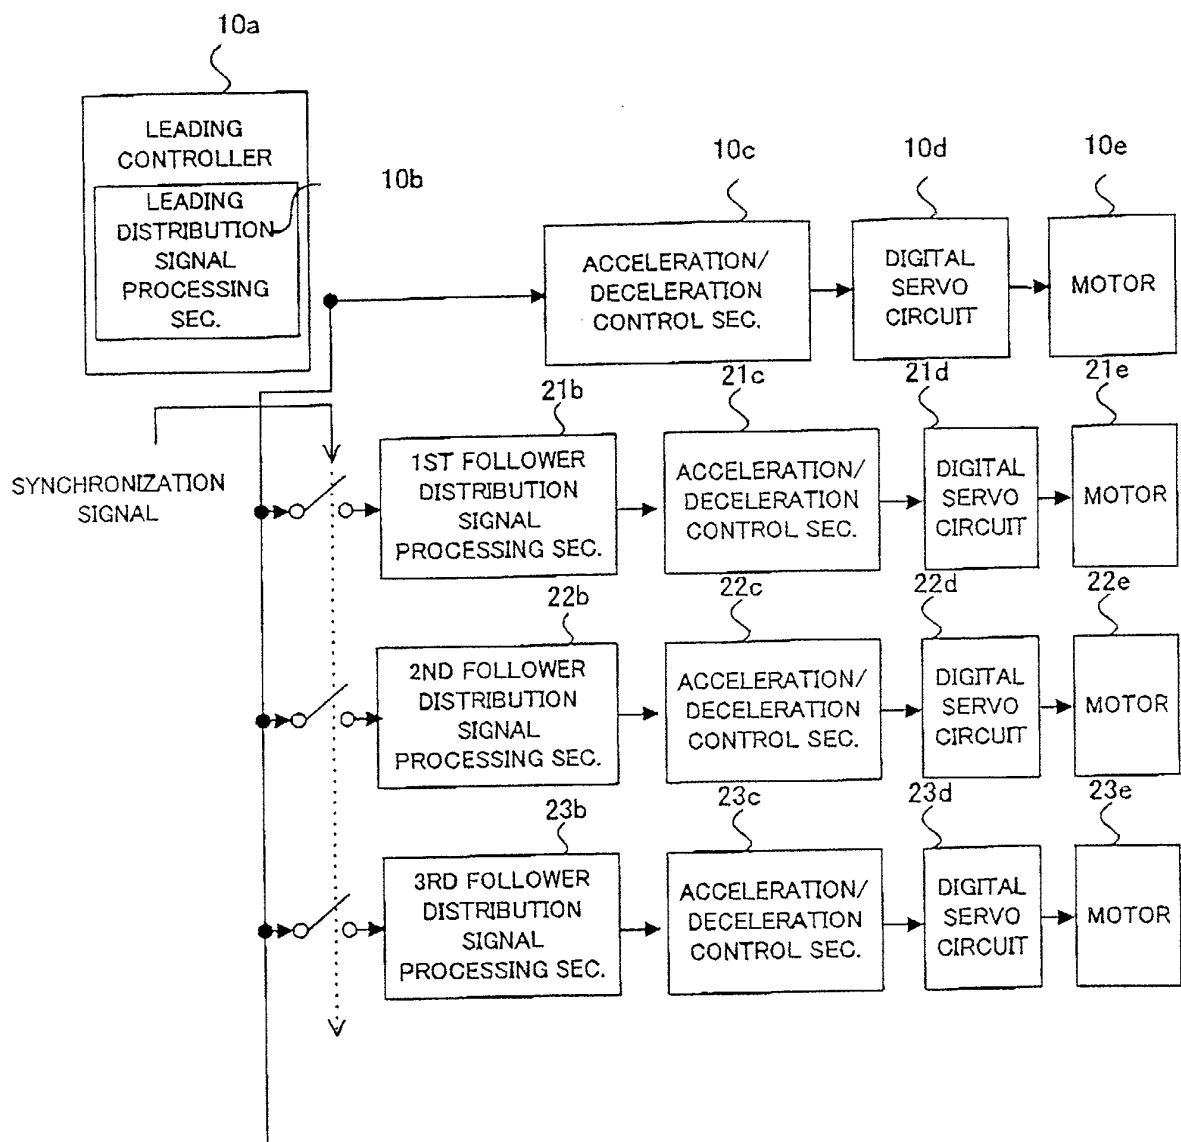 10a
LEADING
CONTROLLER
10b
LEADING
DISTRIBUTION
SIGNAL
PROCESSING
SEC.
10c
10d
10e
ACCELERATION/
DECELERATION
CONTROL SEC.
DIGITAL
SERVO
CIRCUIT
MOTOR
SYNCHRONIZATION
SIGNAL
21b
21c
21d
21e
1ST FOLLOWER
DISTRIBUTION
SIGNAL
PROCESSING SEC.
ACCELERATION/
DECELERATION
CONTROL SEC.
DIGITAL
SERVO
CIRCUIT
MOTOR
22b
22c
22d
22e
2ND FOLLOWER
DISTRIBUTION
SIGNAL
PROCESSING SEC.
ACCELERATION/
DECELERATION
CONTROL SEC.
DIGITAL
SERVO
CIRCUIT
MOTOR
23b
23c
23d
23e
3RD FOLLOWER
DISTRIBUTION
SIGNAL
PROCESSING SEC.
ACCELERATION/
DECELERATION
CONTROL SEC.
DIGITAL
SERVO
CIRCUIT
MOTOR